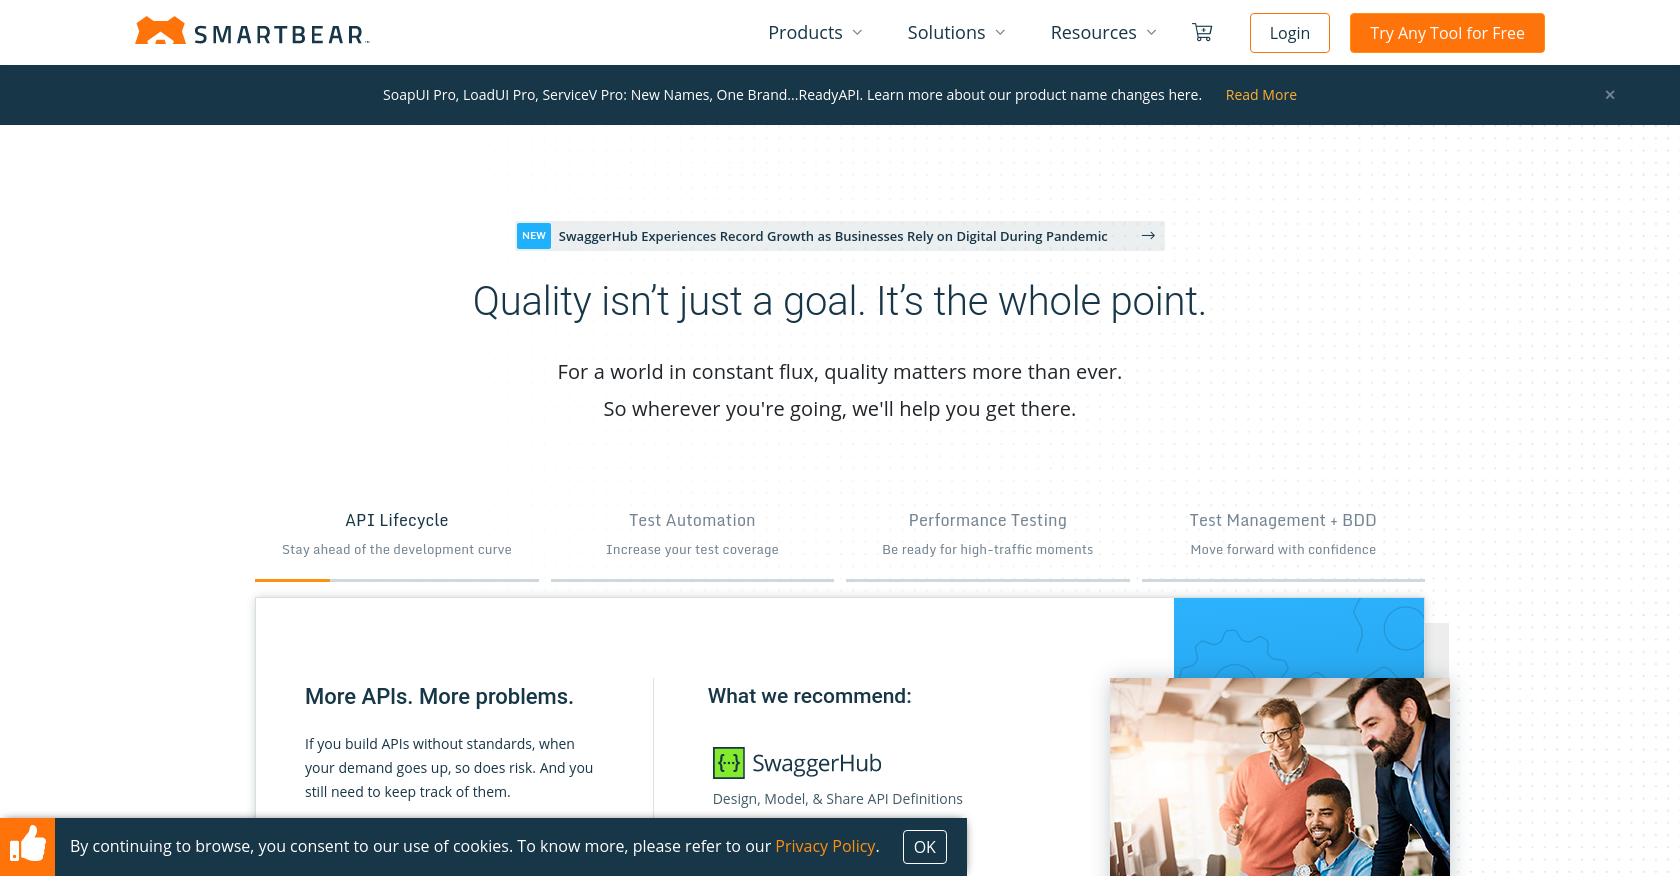 SMARTBEAR
Products
Solutions
Resources
Login
Try Any Tool for Free
SoapUI Pro, LoadUI Pro, ServiceV Pro: New Names, One Brand...ReadyAPI. Learn more about our product name changes here. Read More
×
NEW SwaggerHub Experiences Record Growth as Businesses Rely on Digital During Pandemic →
Quality isn’t just a goal. It’s the whole point.
For a world in constant flux, quality matters more than ever.
So wherever you're going, we'll help you get there.
API Lifecycle
Stay ahead of the development curve
Test Automation
Increase your test coverage
Performance Testing
Be ready for high-traffic moments
Test Management + BDD
Move forward with confidence
More APIs. More problems.
If you build APIs without standards, when
your demand goes up, so does risk. And you
still need to keep track of them.
What we recommend:
{···} SwaggerHub
Design, Model, & Share API Definitions
By continuing to browse, you consent to our use of cookies. To know more, please refer to our Privacy Policy.
OK